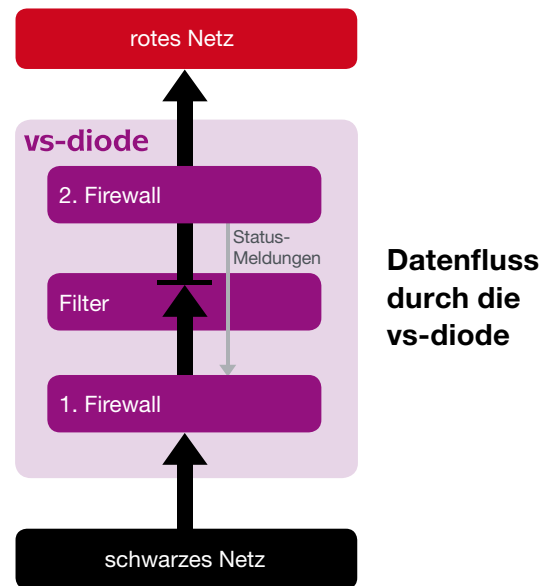 rotes Netz
vs-diode
2. Firewall
Status-
Meldungen
Filter
1. Firewall
schwarzes Netz
Datenfluss
durch die
vs-diode